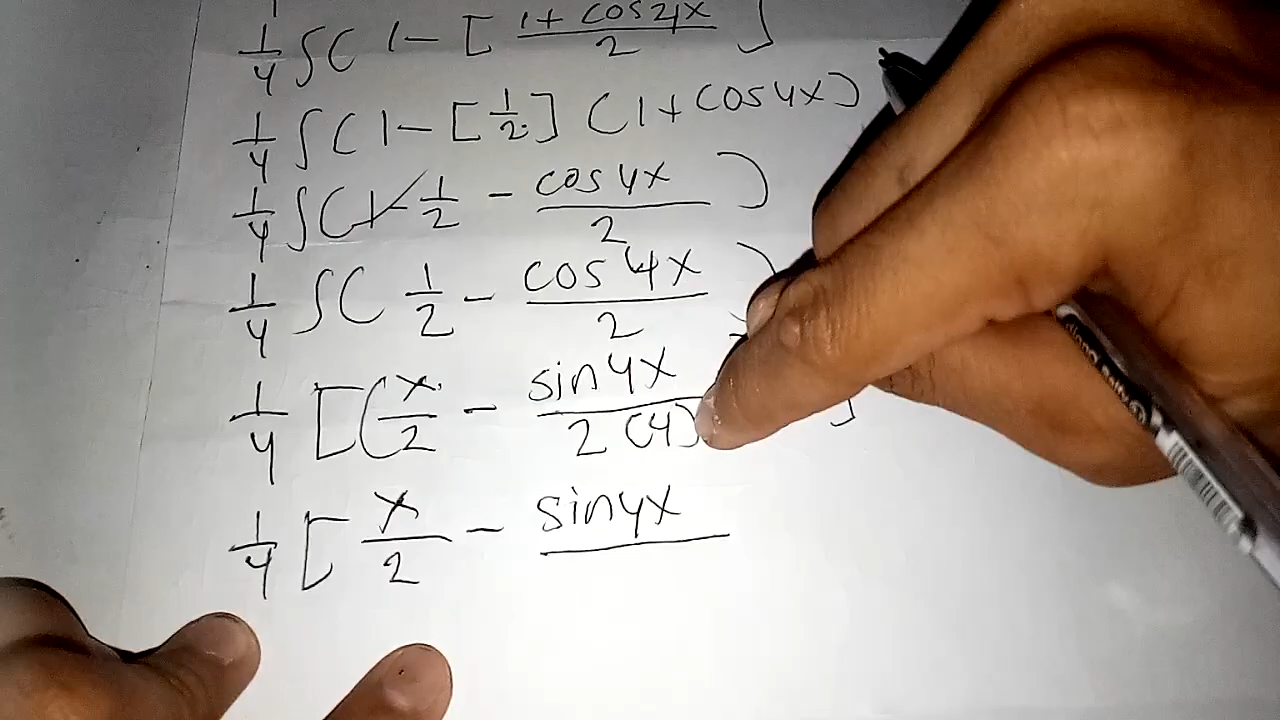 1/4 ∫( 1 - [ (1 + cos 4x)/2 ]
1/4 ∫( 1 - [1/2] (1 + cos 4x)
1/4 ∫( 1 - 1/2 - cos 4x/2 )
1/4 ∫( 1/2 - cos 4x/2 )
1/4 [( x/2 - sin 4x/2(4) ]
1/4 [ x/2 - sin 4x/